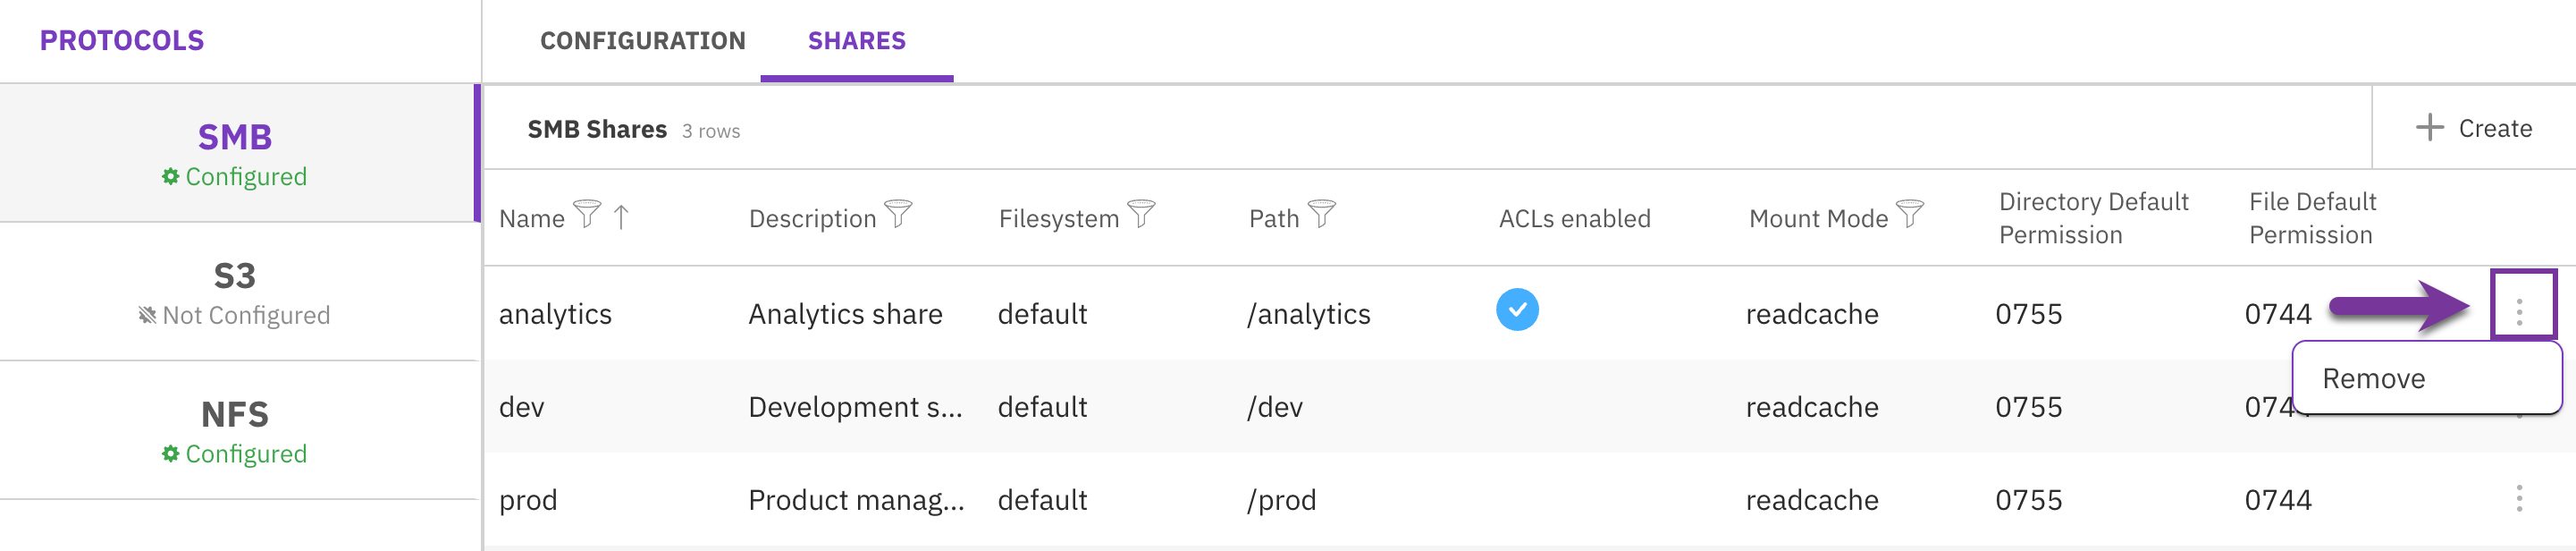 PROTOCOLS
SMB
Configured
S3
Not Configured
NFS
Configured
CONFIGURATION SHARES
SMB Shares 3 rows
Create
Name Description Filesystem Path ACLs enabled Mount Mode Directory Default Permission File Default Permission
analytics Analytics share default /analytics readcache 0755 0744
Remove
dev Development s... default /dev readcache 0755 074
prod Product manag... default /prod readcache 0755 0744